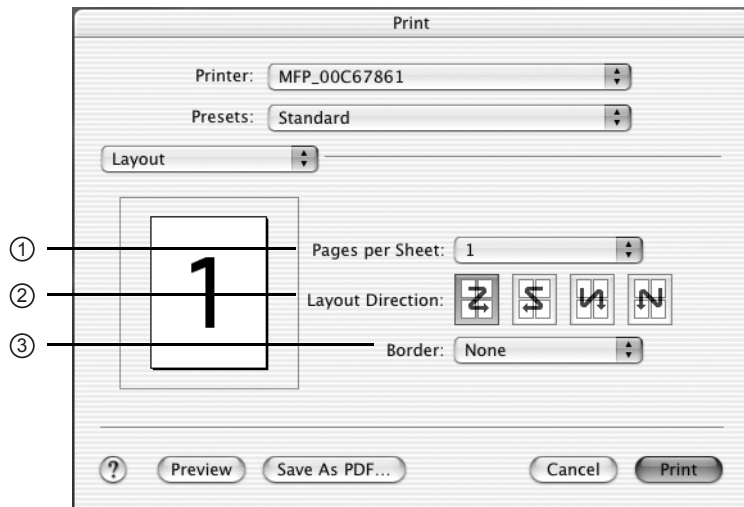 Print
Printer: MFP_00C67861
Presets: Standard
Layout
1
① Pages per Sheet: 1
② Layout Direction:
③ Border: None
? Preview Save As PDF... Cancel Print